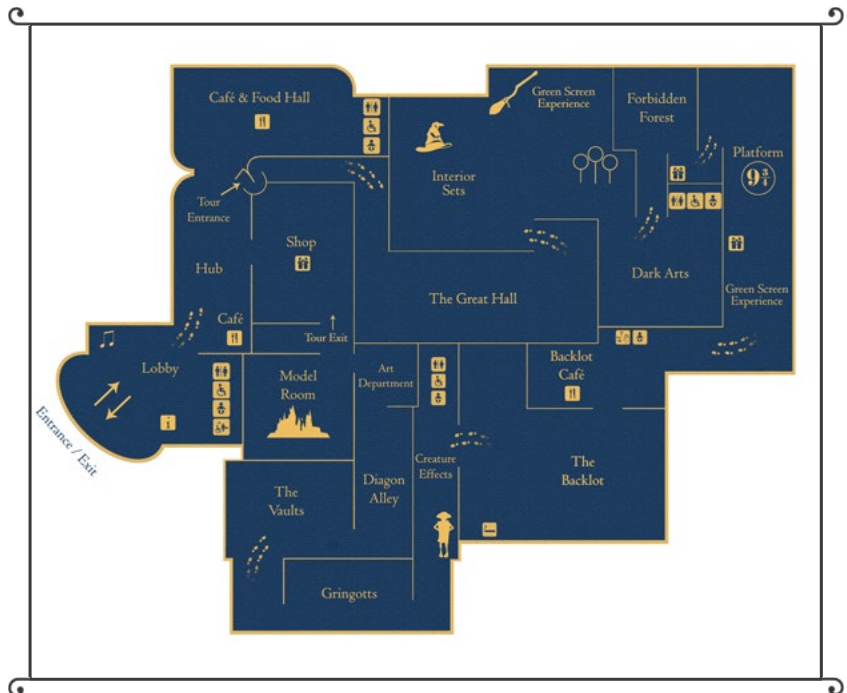 Café & Food Hall
Green Screen
Experience
Forbidden
Forest
Platform
9¾
Interior
Sets
Tour
Entrance
Shop
Hub
The Great Hall
Dark Arts
Green Screen
Experience
Café
Tour Exit
Lobby
Model
Room
Art
Department
Backlot
Café
i
Entrance / Exit
Creature
Effects
The
Backlot
Diagon
Alley
The
Vaults
Gringotts